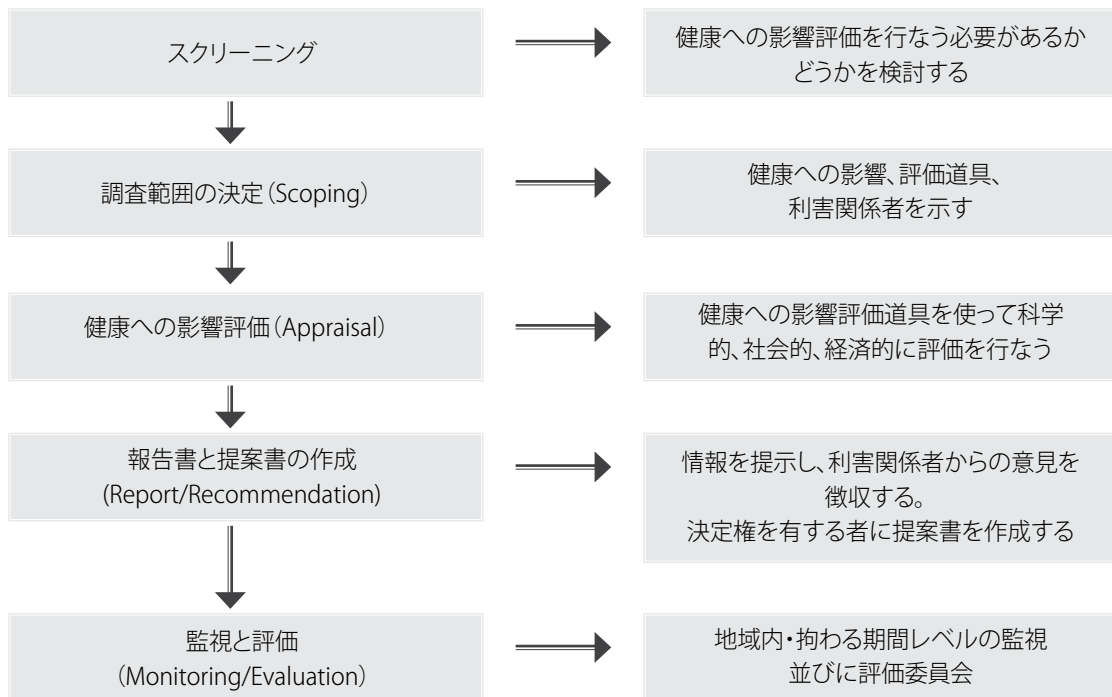 スクリーニング
健康への影響評価を行なう必要があるか
どうかを検討する
調査範囲の決定(Scoping)
健康への影響、評価道具、
利害関係者を示す
健康への影響評価(Appraisal)
健康への影響評価道具を使って科学
的、社会的、経済的に評価を行なう
報告書と提案書の作成
(Report/Recommendation)
情報を提示し、利害関係者からの意見を
徴収する。
決定権を有する者に提案書を作成する
監視と評価
(Monitoring/Evaluation)
地域内・拘わる期間レベルの監視
並びに評価委員会